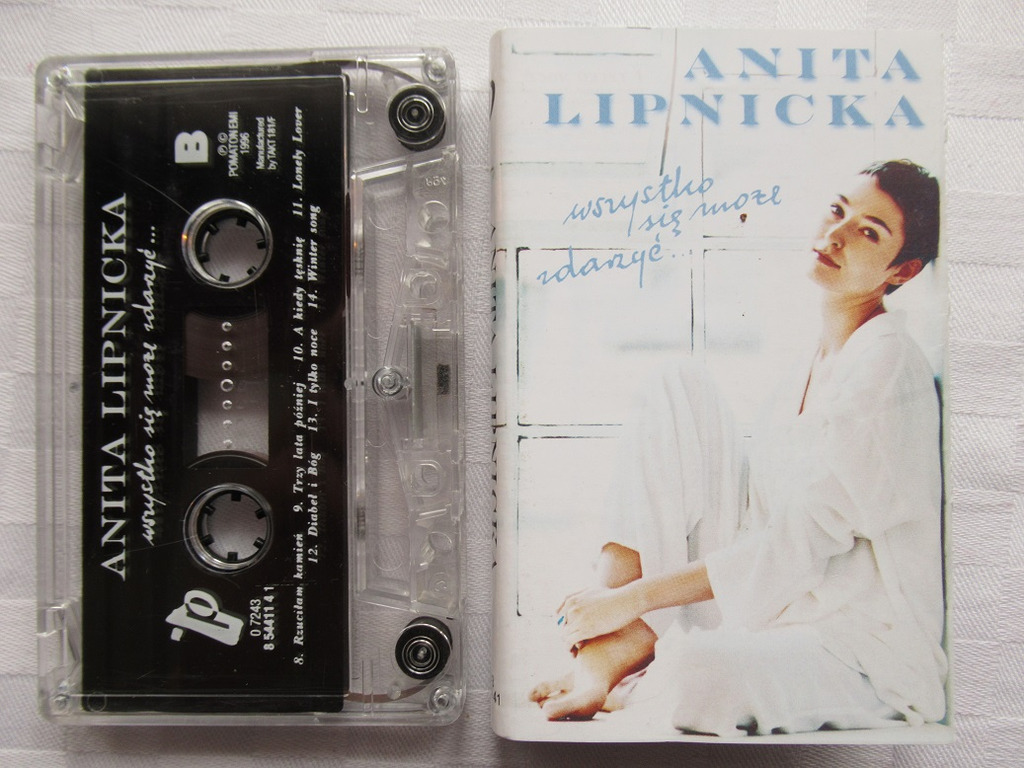 ANITA LIPNICKA
wszystko się może zdarzyć...
B
℗ ©
POMATON EMI
1996
Manufactured
by TAKT 181/F
p
0 7243
8 54411 4 1
8. Rzuciłam kamień 9. Trzy lata później 10. A kiedy tęsknię 11. Lonely Lover
12. Diabeł i Bóg 13. I tylko noce 14. Winter song
ANITA
LIPNICKA
wszystko
się może
zdarzyć...
41